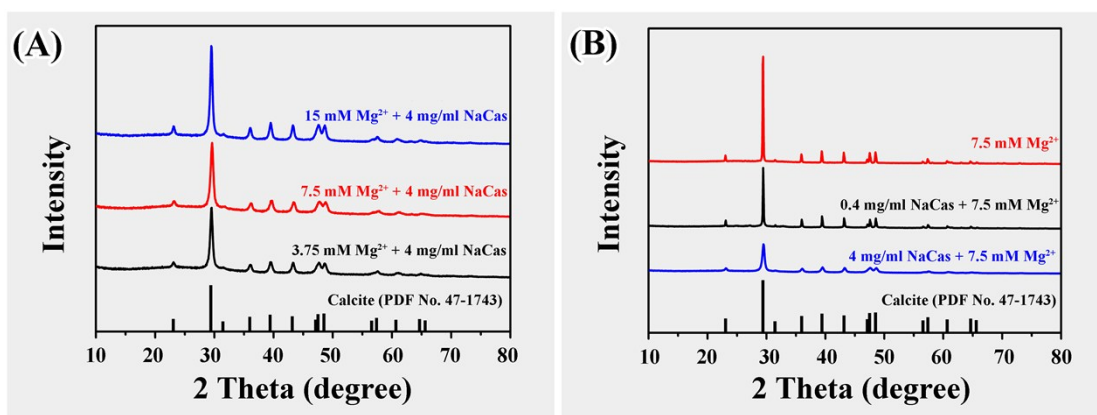 (A)
Intensity
15 mM Mg²⁺ + 4 mg/ml NaCas
7.5 mM Mg²⁺ + 4 mg/ml NaCas
3.75 mM Mg²⁺ + 4 mg/ml NaCas
Calcite (PDF No. 47-1743)
10 20 30 40 50 60 70 80
2 Theta (degree)
(B)
Intensity
7.5 mM Mg²⁺
0.4 mg/ml NaCas + 7.5 mM Mg²⁺
4 mg/ml NaCas + 7.5 mM Mg²⁺
Calcite (PDF No. 47-1743)
10 20 30 40 50 60 70 80
2 Theta (degree)